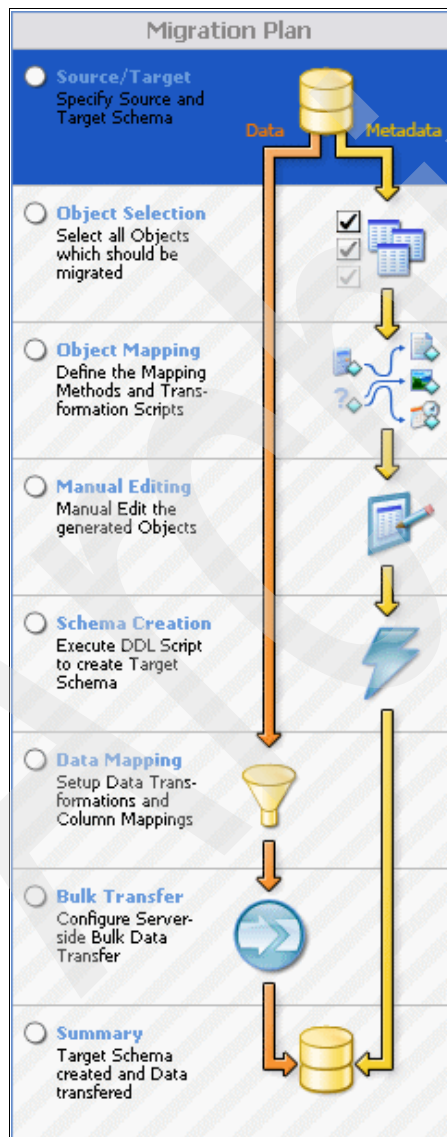 Migration Plan
Source/Target
Specify Source and
Target Schema
Data
Metadata
Object Selection
Select all Objects
which should be
migrated
Object Mapping
Define the Mapping
Methods and Trans-
formation Scripts
Manual Editing
Manual Edit the
generated Objects
Schema Creation
Execute DDL Script
to create Target
Schema
Data Mapping
Setup Data Trans-
formations and
Column Mappings
Bulk Transfer
Configure Server-
side Bulk Data
Transfer
Summary
Target Schema
created and Data
transfered